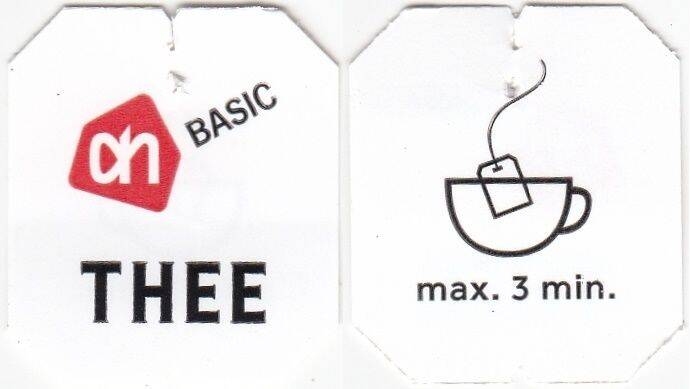 ah
BASIC
THEE
max. 3 min.